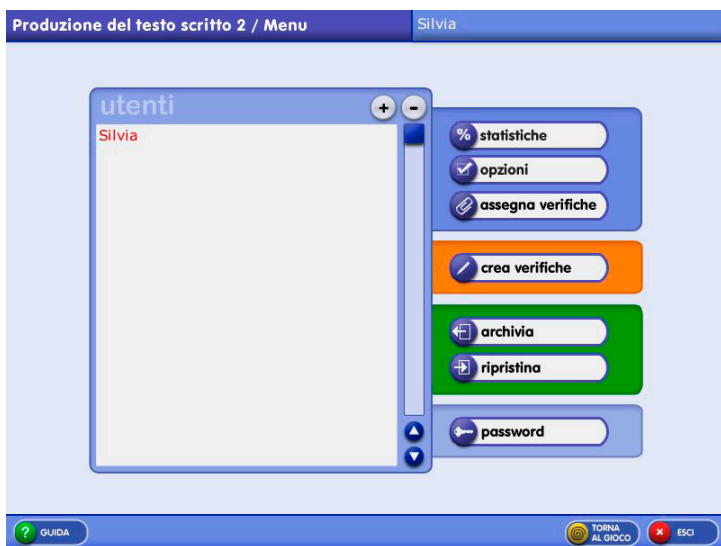 Produzione del testo scritto 2 / Menu
Silvia
utenti
+ -
Silvia
% statistiche
opzioni
assegna verifiche
crea verifiche
archivia
ripristina
password
? GUIDA
TORNA
AL GIOCO
ESCI